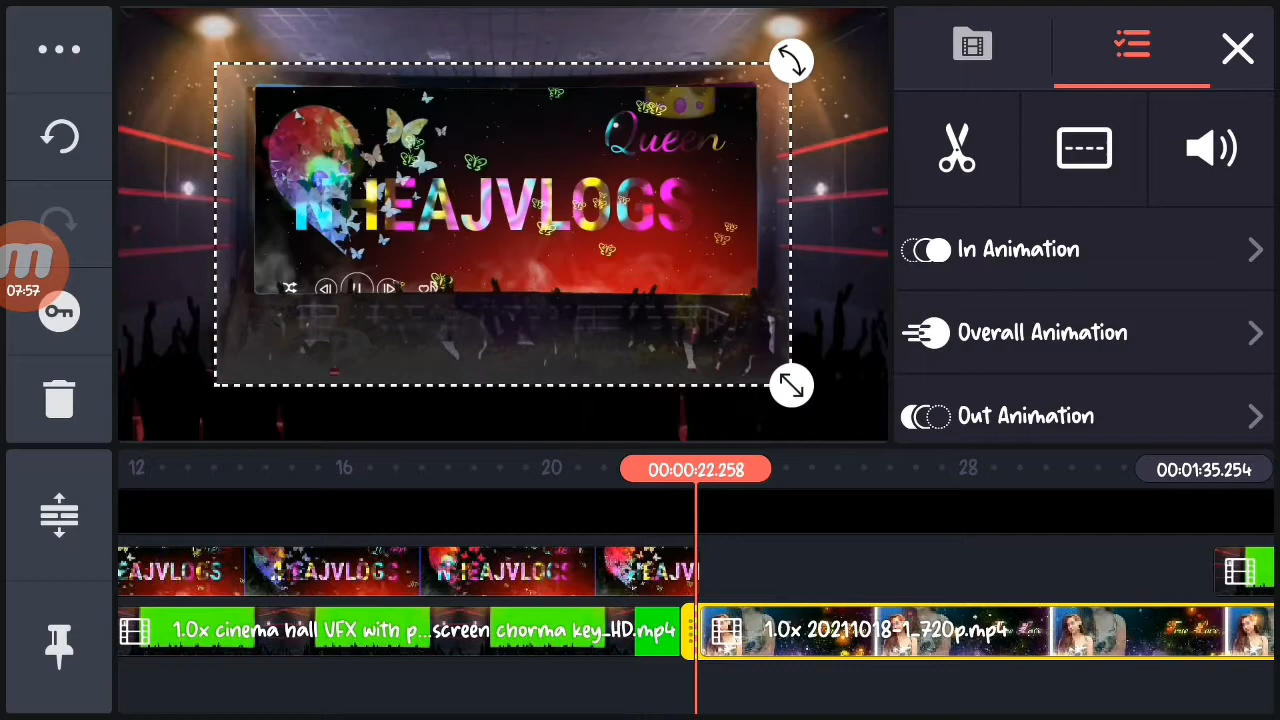 Queen
NHEAJVLOGS
In Animation
Overall Animation
Out Animation
07:57
12
16
20
00:00:22.258
28
00:01:35.254
EAJVLOGS
NHEAJVLOGS
NHEAJVLOGS
NHEAJV
1.0x cinema hall VFX with p...screen chorma key_HD.mp4
1.0x 20211018-1_720p.mp4